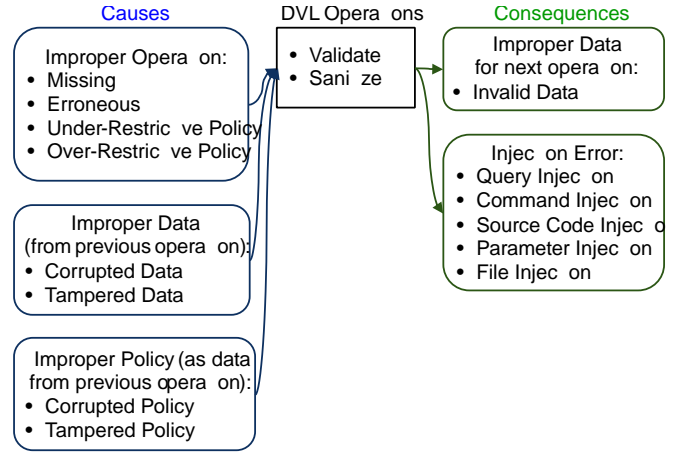 Causes
Improper Opera ons:
• Missing
• Erroneous
• Under-Restric ve Policy
• Over-Restric ve Policy
Improper Data
(from previous opera on):
• Corrupted Data
• Tampered Data
Improper Policy (as data
from previous opera on):
• Corrupted Policy
• Tampered Policy
DVL Opera ons
• Validate
• Sani ze
Consequences
Improper Data
for next opera on:
• Invalid Data
Injec on Error:
• Query Injec on
• Command Injec on
• Source Code Injec o
• Parameter Injec on
• File Injec on